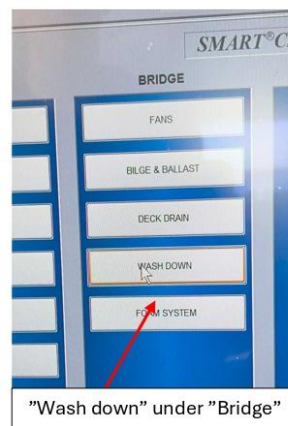 SMART®C
BRIDGE
FANS
BILGE & BALLAST
DECK DRAIN
WASH DOWN
FOAM SYSTEM
"Wash down" under "Bridge"